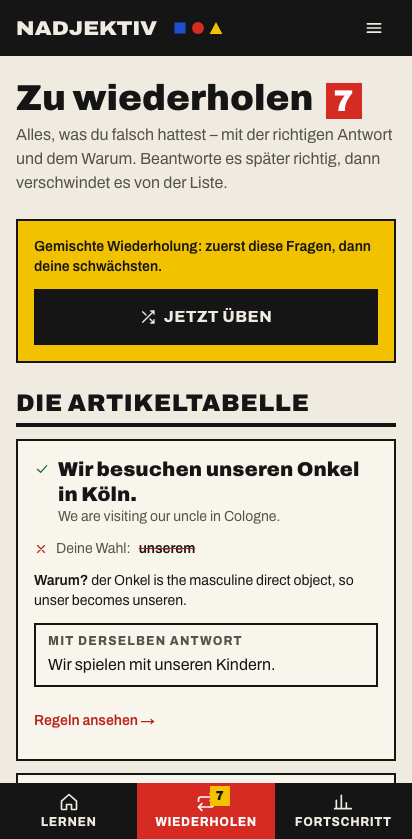 NADJEKTIV
Zu wiederholen 7
Alles, was du falsch hattest – mit der richtigen Antwort
und dem Warum. Beantworte es später richtig, dann
verschwindet es von der Liste.
Gemischte Wiederholung: zuerst diese Fragen, dann
deine schwächsten.
JETZT ÜBEN
DIE ARTIKELTABELLE
Wir besuchen unseren Onkel
in Köln.
We are visiting our uncle in Cologne.
Deine Wahl: unserem
Warum? der Onkel is the masculine direct object, so
unser becomes unseren.
MIT DERSELBEN ANTWORT
Wir spielen mit unseren Kindern.
Regeln ansehen →
7
LERNEN
WIEDERHOLEN
FORTSCHRITT